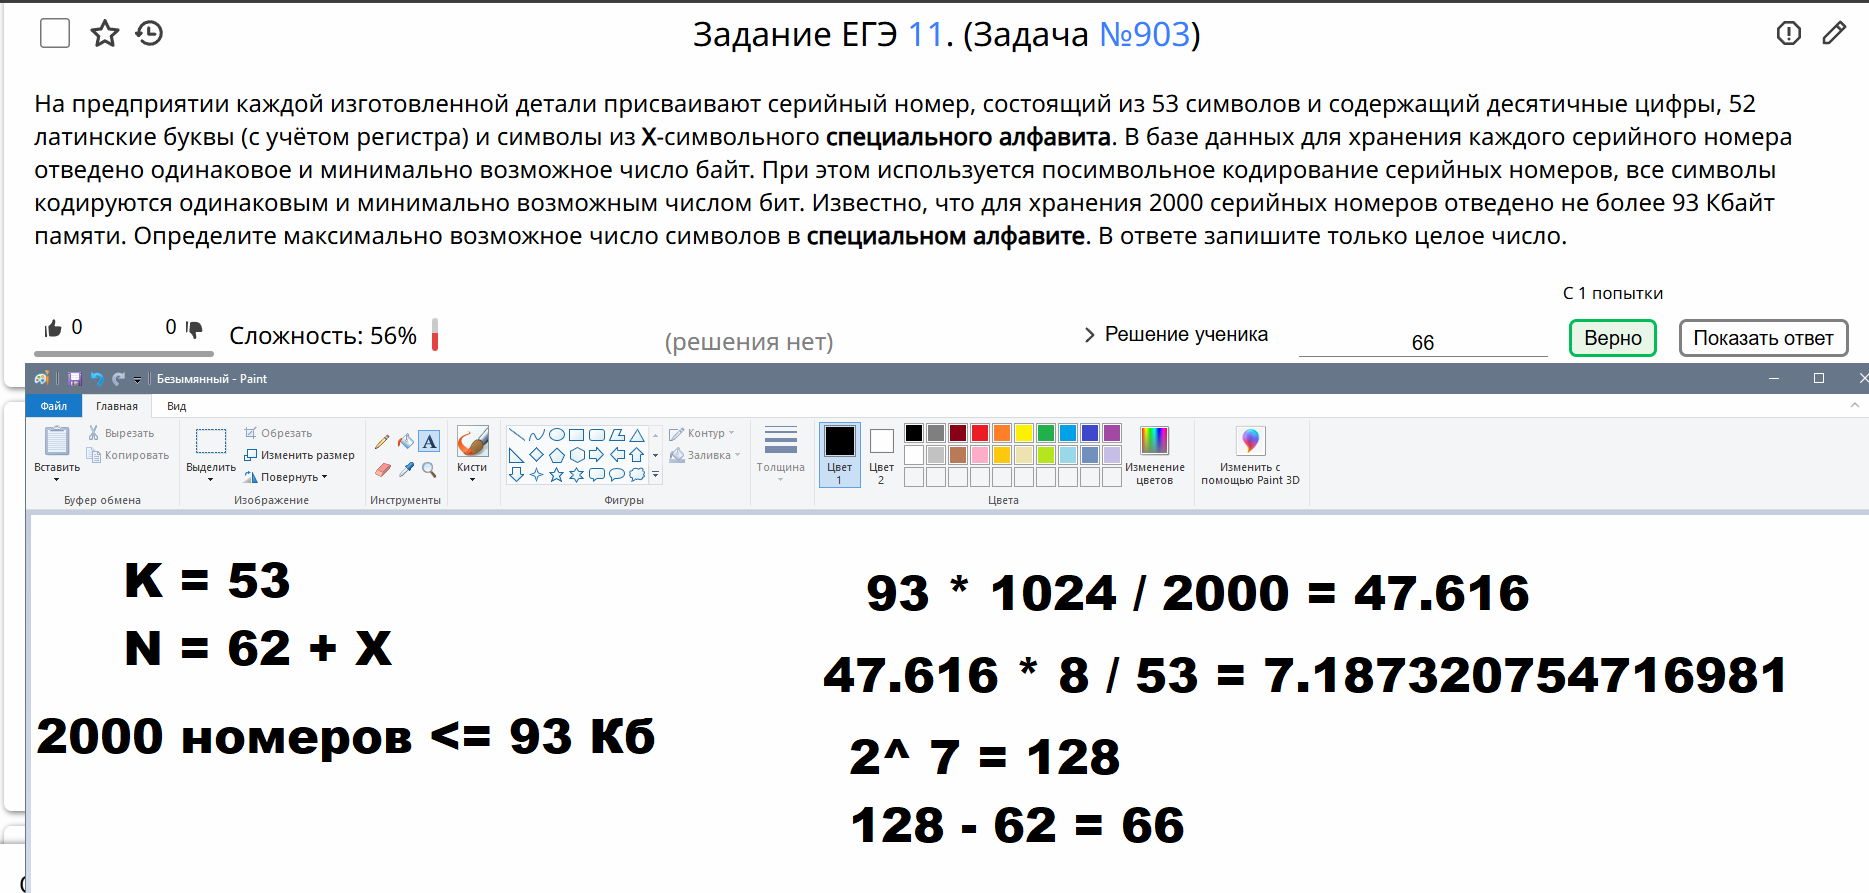 Задание ЕГЭ 11. (Задача №903)
На предприятии каждой изготовленной детали присваивают серийный номер, состоящий из 53 символов и содержащий десятичные цифры, 52
латинские буквы (с учётом регистра) и символы из X-символьного специального алфавита. В базе данных для хранения каждого серийного номера
отведено одинаковое и минимально возможное число байт. При этом используется посимвольное кодирование серийных номеров, все символы
кодируются одинаковым и минимально возможным числом бит. Известно, что для хранения 2000 серийных номеров отведено не более 93 Кбайт
памяти. Определите максимально возможное число символов в специальном алфавите. В ответе запишите только целое число.
С 1 попытки
0 0 Сложность: 56% (решения нет) Решение ученика 66 Верно Показать ответ
Безымянный - Paint
Файл Главная Вид
Вставить Вырезать Копировать
Буфер обмена
Выделить Обрезать Изменить размер Повернуть
Изображение
A
Инструменты
Кисти
Фигуры
Контур Заливка
Толщина
Цвет 1
Цвет 2
Цвета
Изменение цветов
Изменить с помощью Paint 3D
K = 53
N = 62 + X
2000 номеров <= 93 Кб
93 * 1024 / 2000 = 47.616
47.616 * 8 / 53 = 7.187320754716981
2^ 7 = 128
128 - 62 = 66